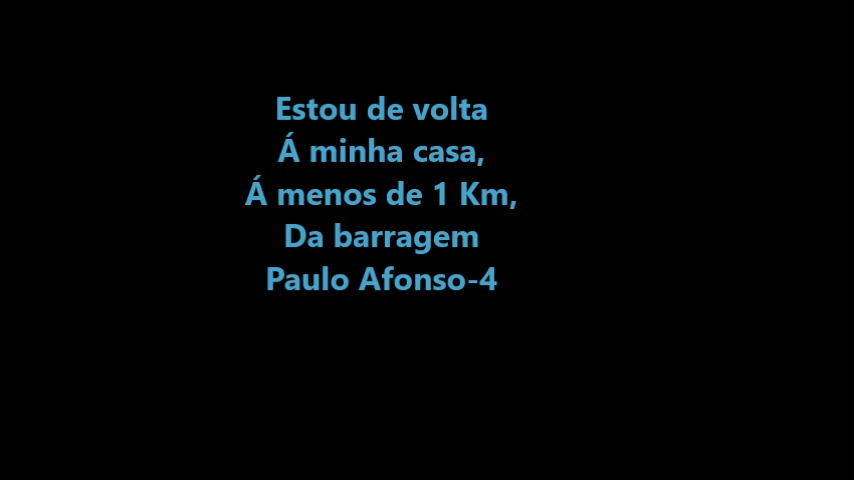 Estou de volta
Á minha casa,
Á menos de 1 Km,
Da barragem
Paulo Afonso-4